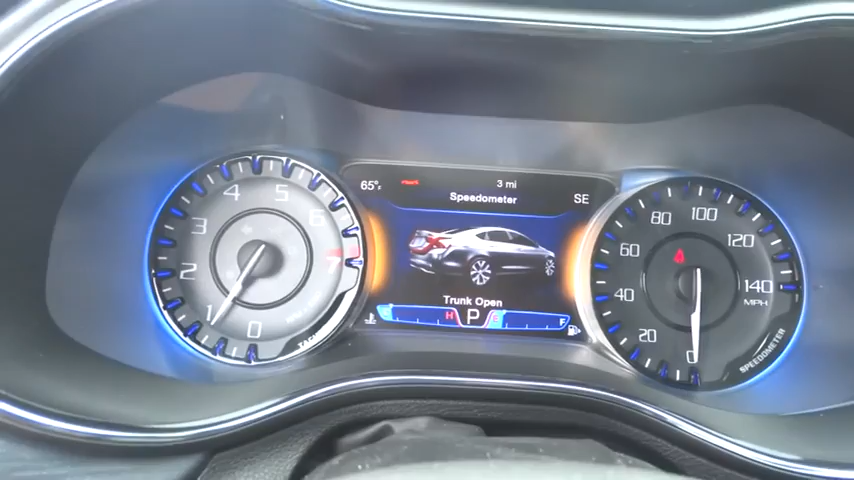 65°F
3 mi
Speedometer
SE
Trunk Open
H
P
E
F
0
1
2
3
4
5
6
7
TACH
0
20
40
60
80
100
120
140
MPH
SPEEDOMETER